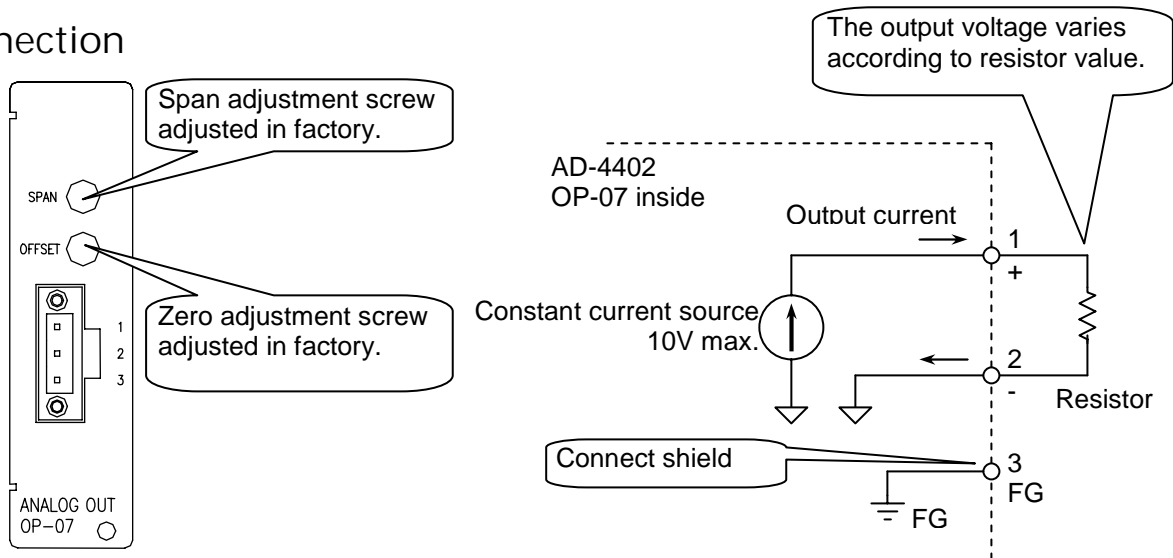 nection
The output voltage varies
according to resistor value.
Span adjustment screw
adjusted in factory.
AD-4402
OP-07 inside
SPAN
Output current
OFFSET
1
+
Constant current source
10V max.
Zero adjustment screw
adjusted in factory.
1
2
3
2
-
Resistor
Connect shield
3
FG
FG
ANALOG OUT
OP-07